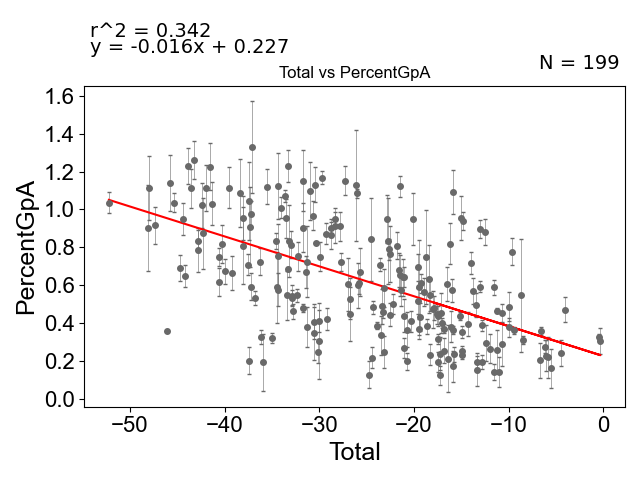 r^2 = 0.342
y = -0.016x + 0.227
N = 199
Total vs PercentGpA
1.6
1.4
1.2
1.0
0.8
0.6
0.4
0.2
0.0
PercentGpA
−50 −40 −30 −20 −10 0
Total